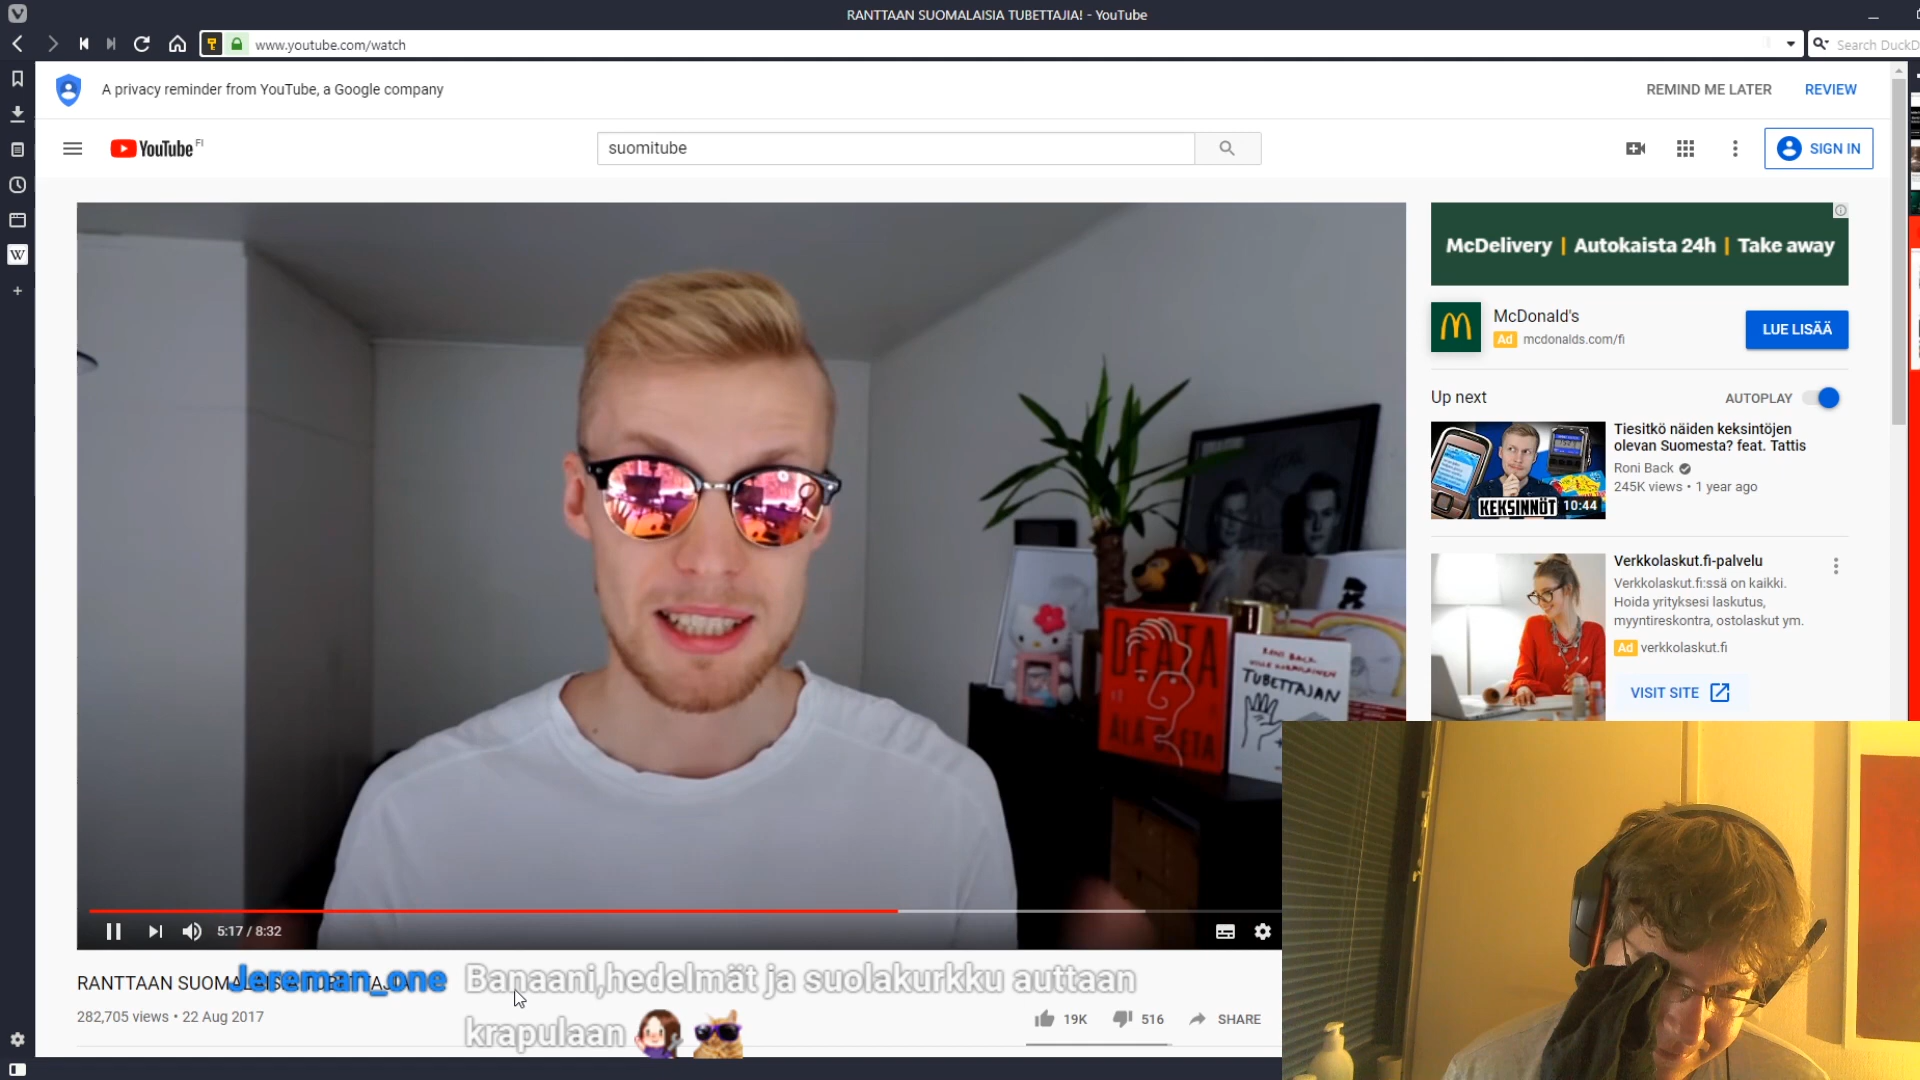 RANTTAAN SUOMALAISIA TUBETTAJIA! - YouTube
www.youtube.com/watch
Search DuckD
A privacy reminder from YouTube, a Google company
REMIND ME LATER
REVIEW
YouTube FI
suomitube
SIGN IN
McDelivery | Autokaista 24h | Take away
McDonald's
Ad mcdonalds.com/fi
LUE LISÄÄ
Up next
AUTOPLAY
Tiesitkö näiden keksintöjen
olevan Suomesta? feat. Tattis
Roni Back
245K views • 1 year ago
KEKSINNÖT
10:44
Verkkolaskut.fi-palvelu
Verkkolaskut.fi:ssä on kaikki.
Hoida yrityksesi laskutus,
myyntireskontra, ostolaskut ym.
Ad verkkolaskut.fi
VISIT SITE
RONI BACK
TUBETTAJAN
ÄLÄ
5:17 / 8:32
RANTTAAN SUOMALAISIA TUBETTAJIA!
Jereman_one Banaani,hedelmät ja suolakurkku auttaan
krapulaan
282,705 views • 22 Aug 2017
19K
516
SHARE